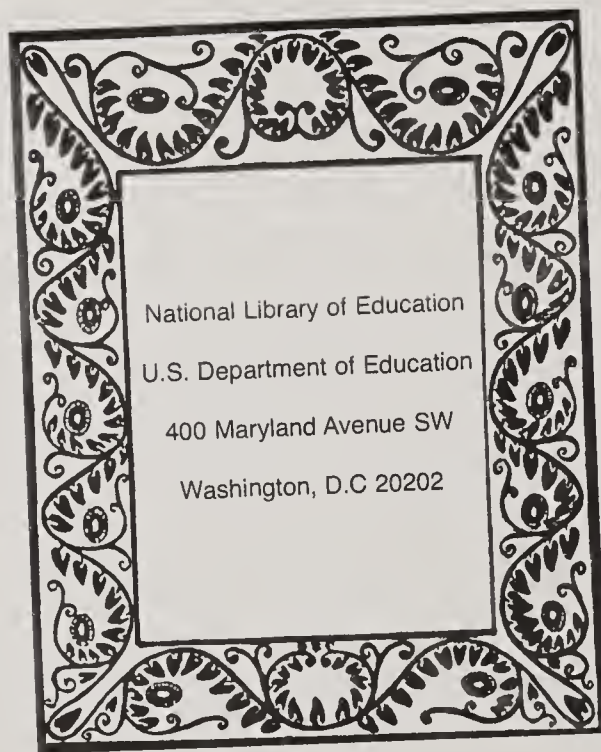 National Library of Education
U.S. Department of Education
400 Maryland Avenue SW
Washington, D.C 20202